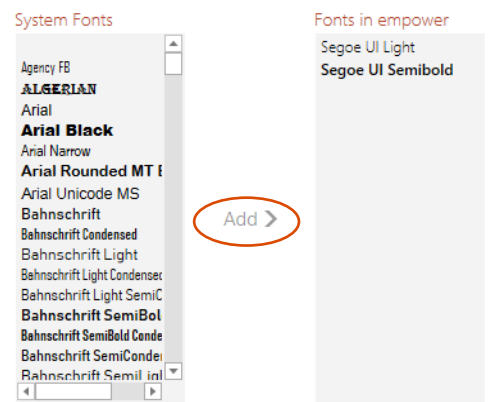 System Fonts
Agency FB
ALGERIAN
Arial
Arial Black
Arial Narrow
Arial Rounded MT
Arial Unicode MS
Bahnschrift
Bahnschrift Condensed
Bahnschrift Light
Bahnschrift Light Condensed
Bahnschrift Light SemiC
Bahnschrift SemiBol
Bahnschrift SemiBold Conde
Bahnschrift SemiConde
Bahnschrift SemiLigl
Add
Fonts in empower
Segoe UI Light
Segoe UI Semibold